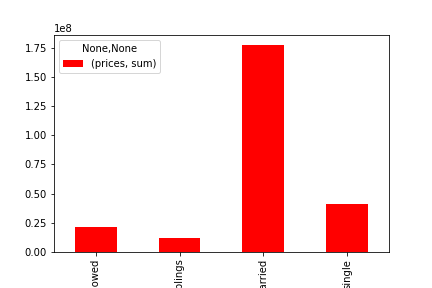 1e8
None,None
(prices, sum)
1.75
1.50
1.25
1.00
0.75
0.50
0.25
0.00
owed
olings
arried
single